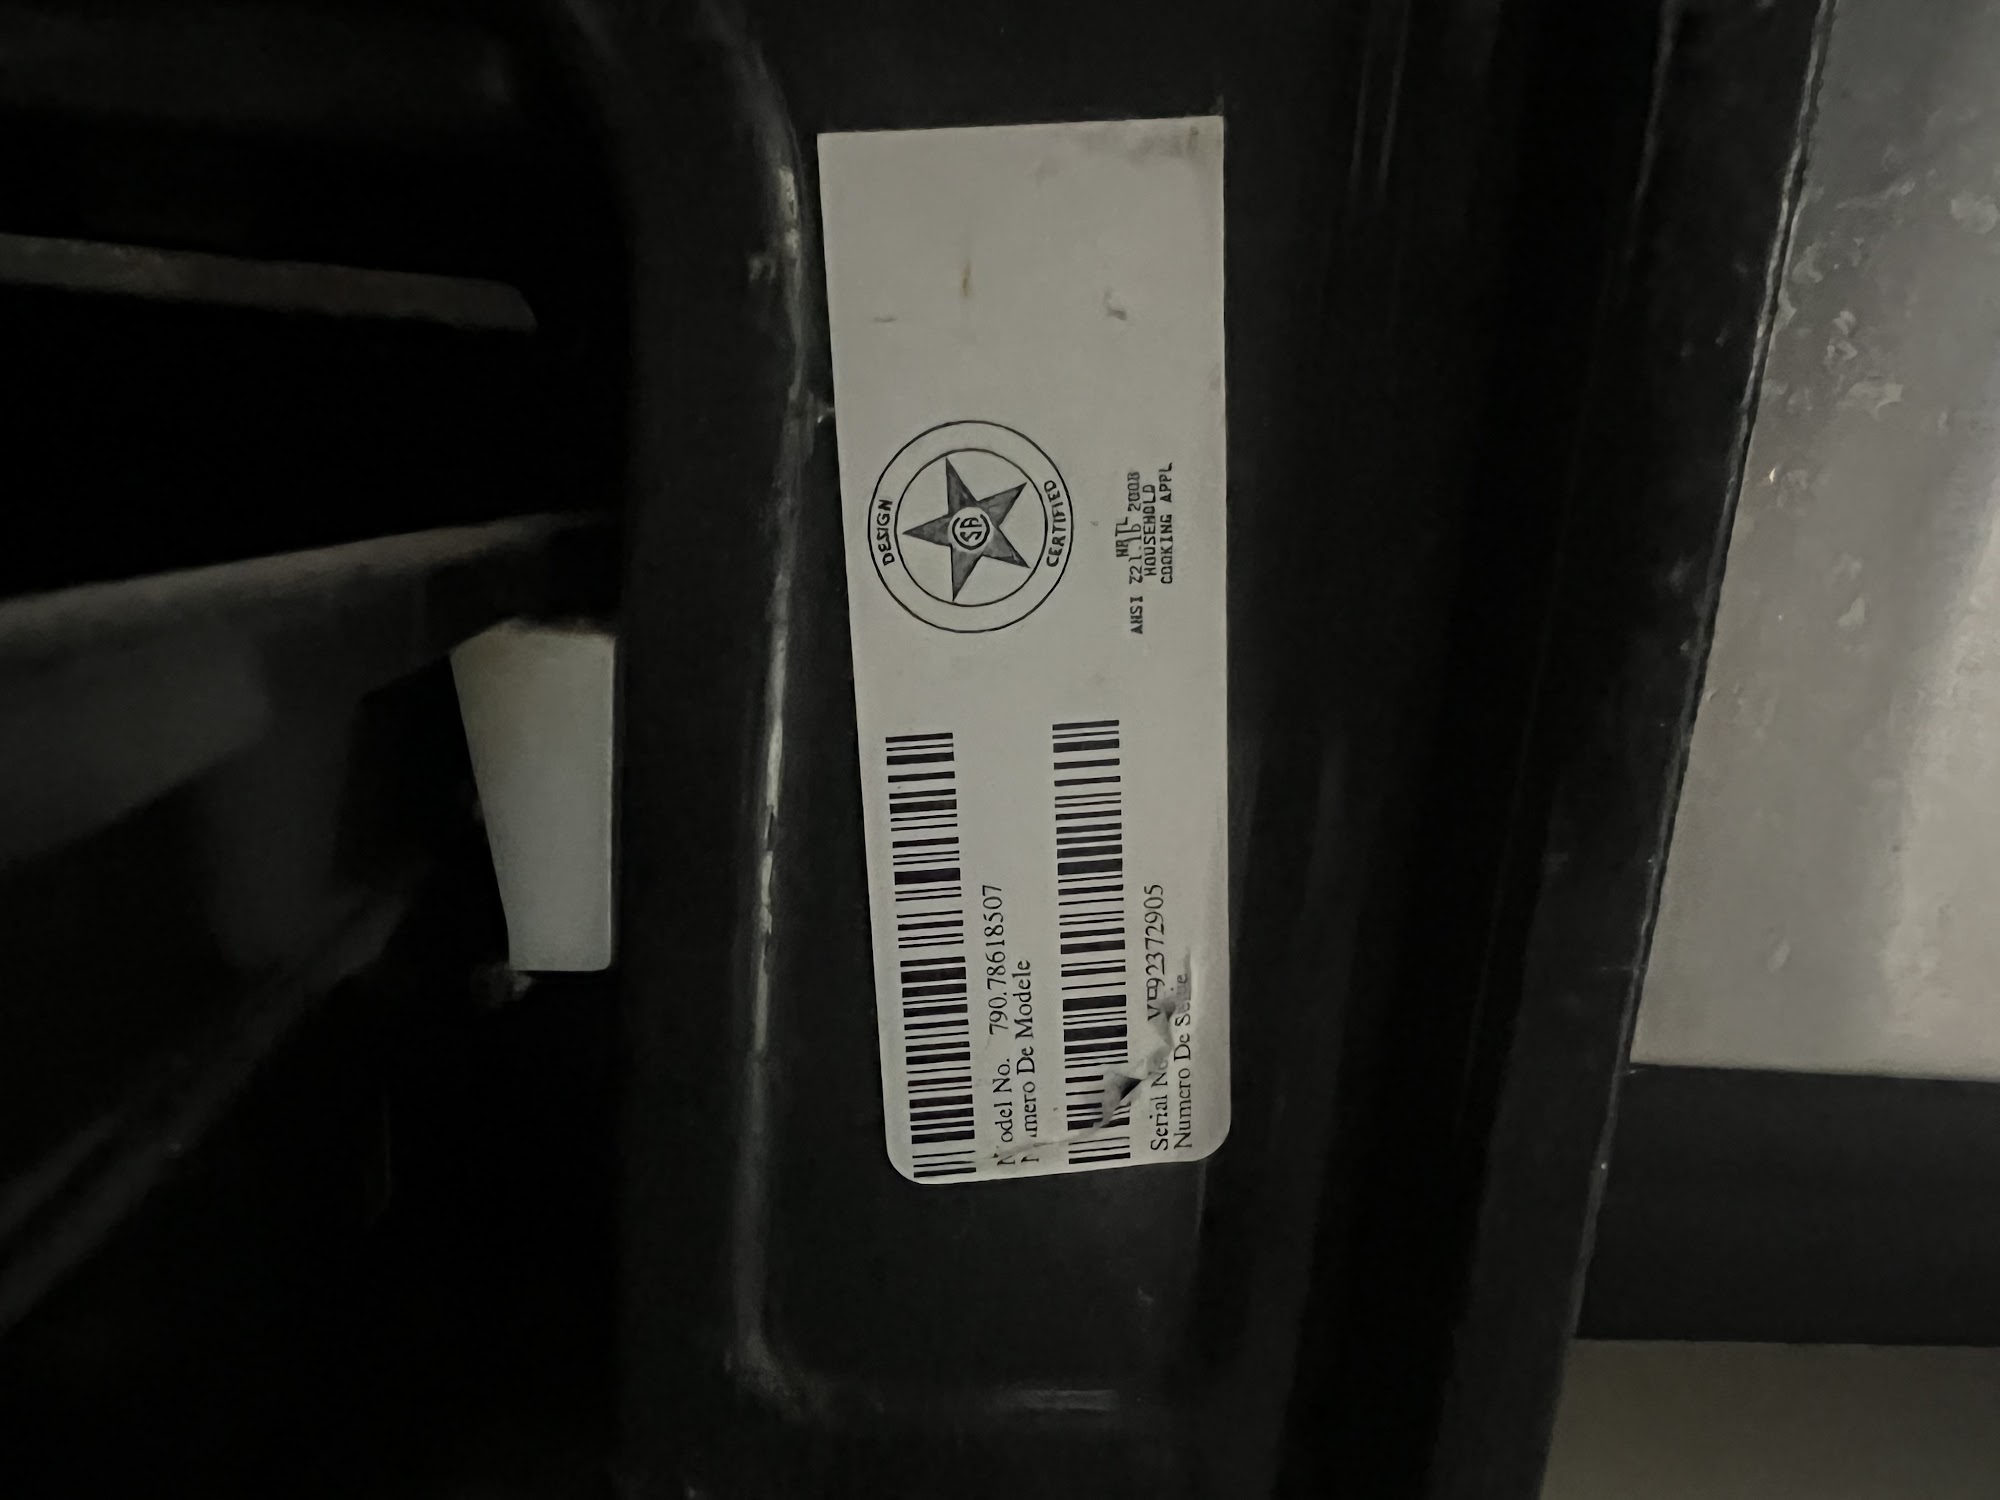 Model No. 790.78618507
Numero De Modele
Serial No. VF92372905
Numero De Serie
DESIGN
CSA
CERTIFIED
NRTL
ANSI Z21.1b 2008
HOUSEHOLD
COOKING APPL